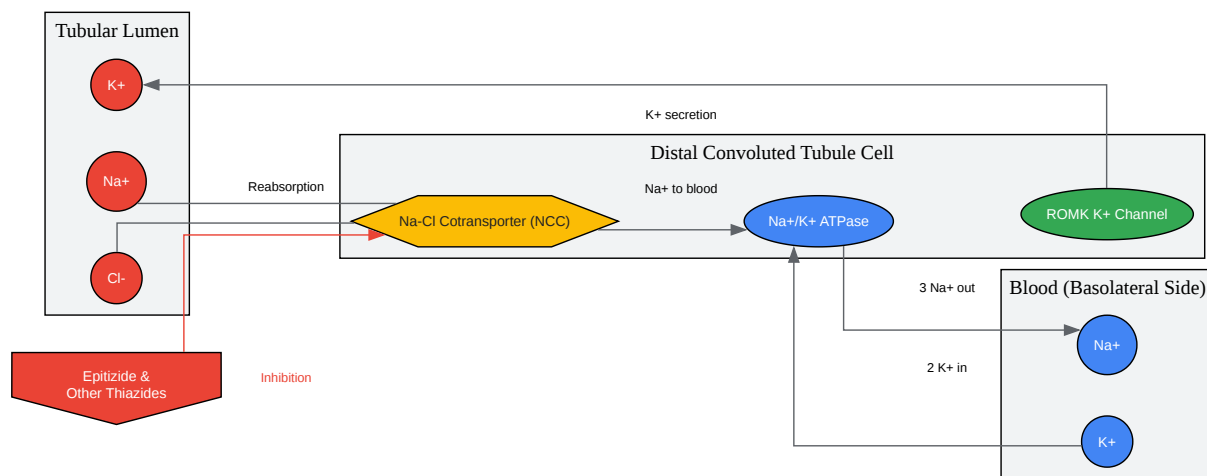 Tubular Lumen
K+
K+ secretion
Distal Convoluted Tubule Cell
Na+
Reabsorption
Na+ to blood
Na-Cl Cotransporter (NCC)
Na+/K+ ATPase
ROMK K+ Channel
Cl-
3 Na+ out
Blood (Basolateral Side)
Na+
2 K+ in
Epitizide &
Other Thiazides
Inhibition
K+